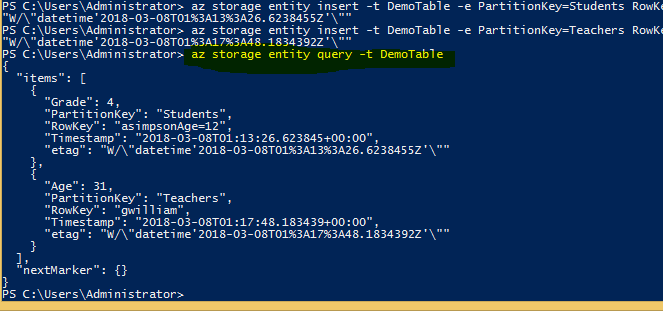 PS C:\Users\Administrator> az storage entity insert -t DemoTable -e PartitionKey=Students RowKe
"W/\"datetime'2018-03-08T01%3A13%3A26.6238455Z'\""
PS C:\Users\Administrator> az storage entity insert -t DemoTable -e PartitionKey=Teachers RowKe
"W/\"datetime'2018-03-08T01%3A17%3A48.1834392Z'\""
PS C:\Users\Administrator> az storage entity query -t DemoTable
{
  "items": [
    {
      "Grade": 4,
      "PartitionKey": "Students",
      "RowKey": "asimpsonAge=12",
      "Timestamp": "2018-03-08T01:13:26.623845+00:00",
      "etag": "W/\"datetime'2018-03-08T01%3A13%3A26.6238455Z'\""
    },
    {
      "Age": 31,
      "PartitionKey": "Teachers",
      "RowKey": "gwilliam",
      "Timestamp": "2018-03-08T01:17:48.183439+00:00",
      "etag": "W/\"datetime'2018-03-08T01%3A17%3A48.1834392Z'\""
    }
  ],
  "nextMarker": {}
}
PS C:\Users\Administrator>